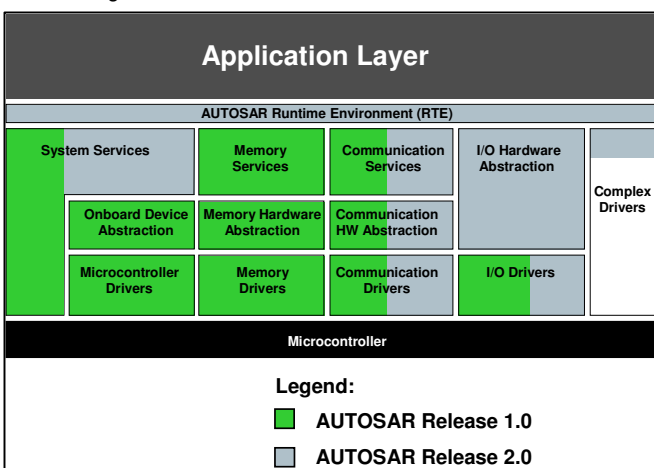 Application Layer
AUTOSAR Runtime Environment (RTE)
System Services
Memory
Services
Communication
Services
I/O Hardware
Abstraction
Complex
Drivers
Onboard Device
Abstraction
Memory Hardware
Abstraction
Communication
HW Abstraction
Microcontroller
Drivers
Memory
Drivers
Communication
Drivers
I/O Drivers
Microcontroller
Legend:
AUTOSAR Release 1.0
AUTOSAR Release 2.0